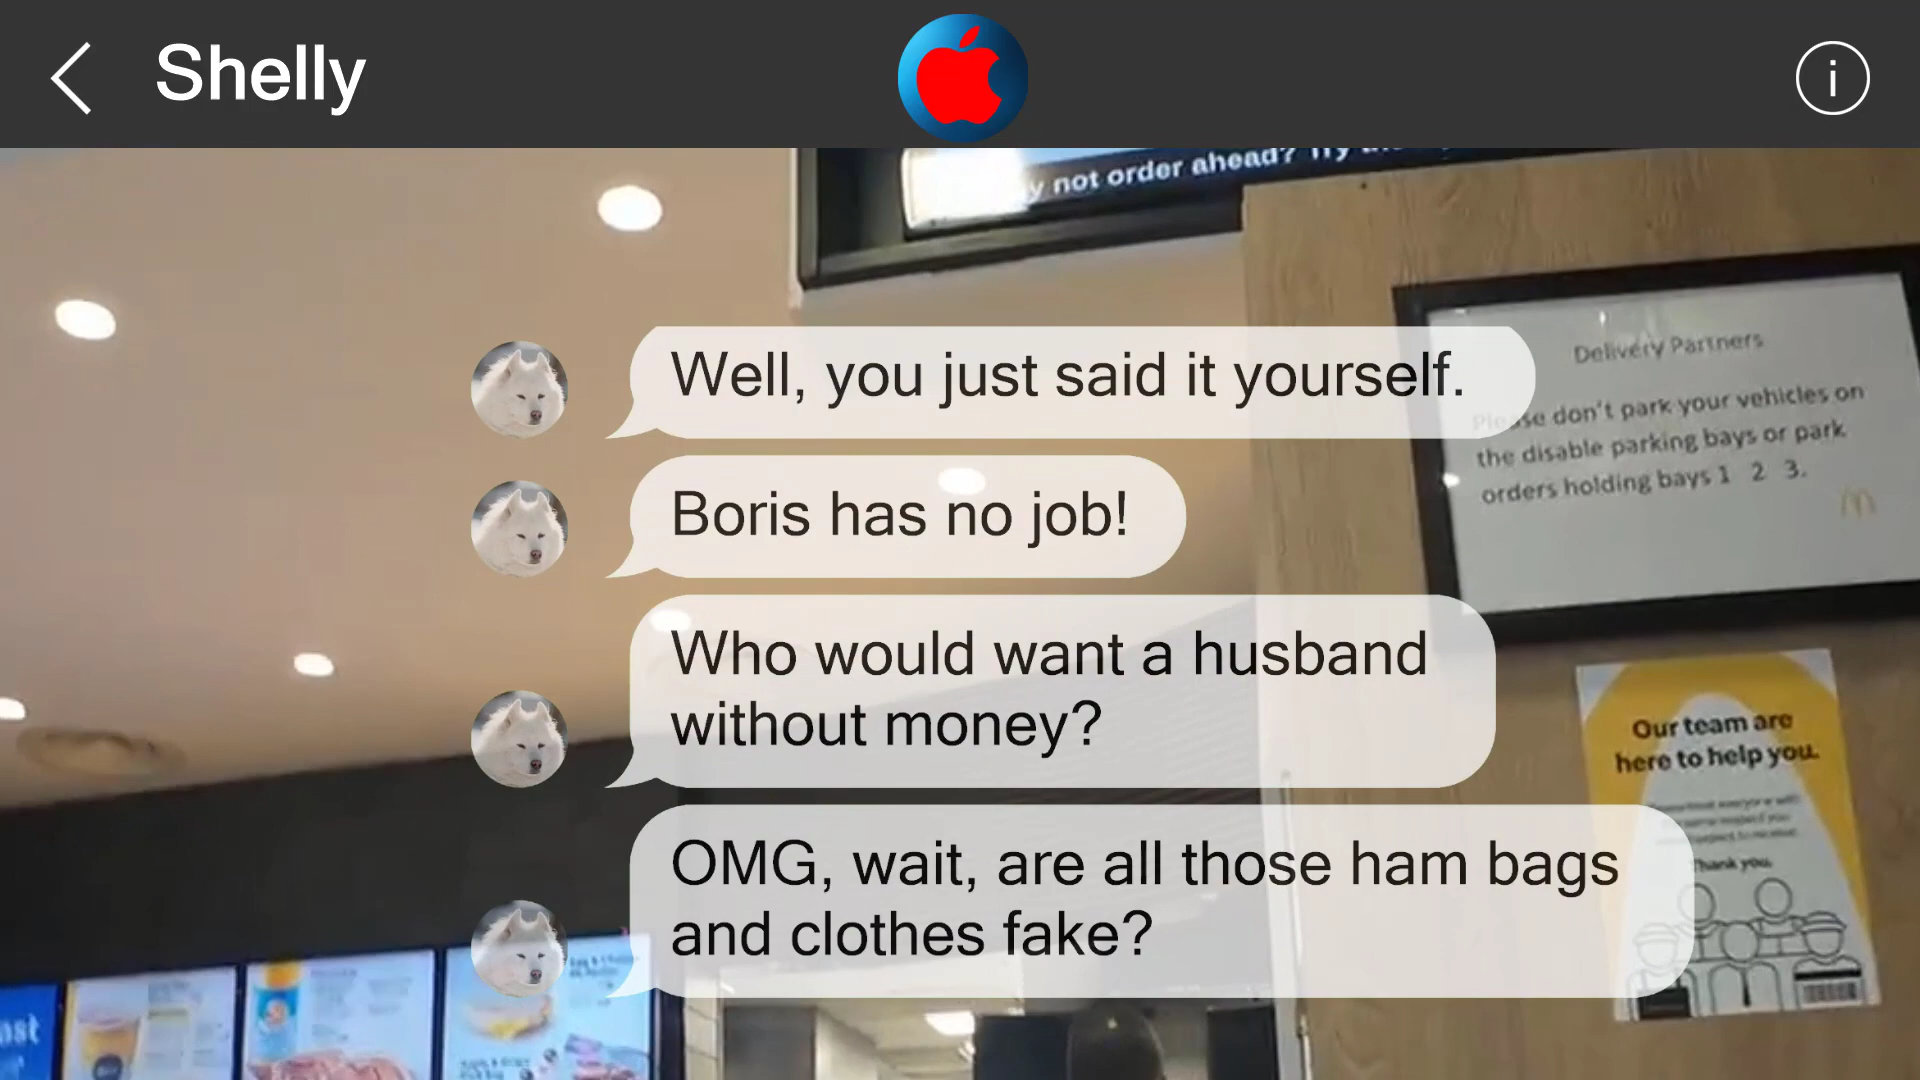 Shelly
i
y not order ahead?
Well, you just said it yourself.
Boris has no job!
Who would want a husband
without money?
OMG, wait, are all those ham bags
and clothes fake?
Delivery Partners
Please don't park your vehicles on
the disable parking bays or park
orders holding bays 1 2 3.
Our team are
here to help you.
Thank you.